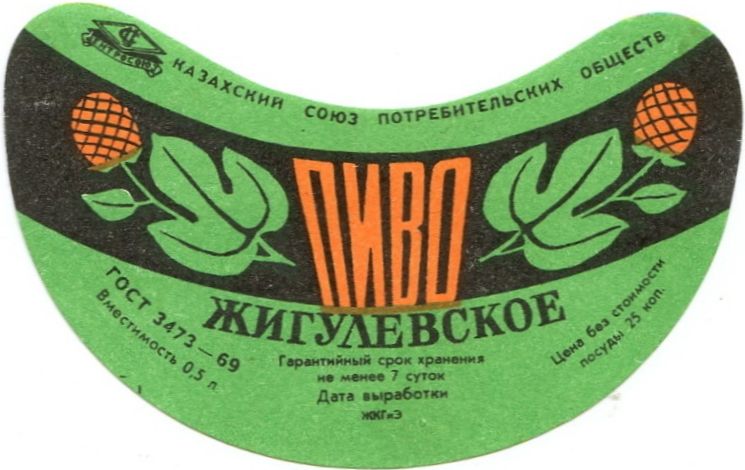 ЦЕНТРОСОЮЗ
КАЗАХСКИЙ СОЮЗ ПОТРЕБИТЕЛЬСКИХ ОБЩЕСТВ
ПИВО
ЖИГУЛЕВСКОЕ
ГОСТ 3473—69
Вместимость 0,5 л.
Гарантийный срок хранения
не менее 7 суток
Дата выработки
ЖКГиЭ
Цена без стоимости
посуды 25 коп.